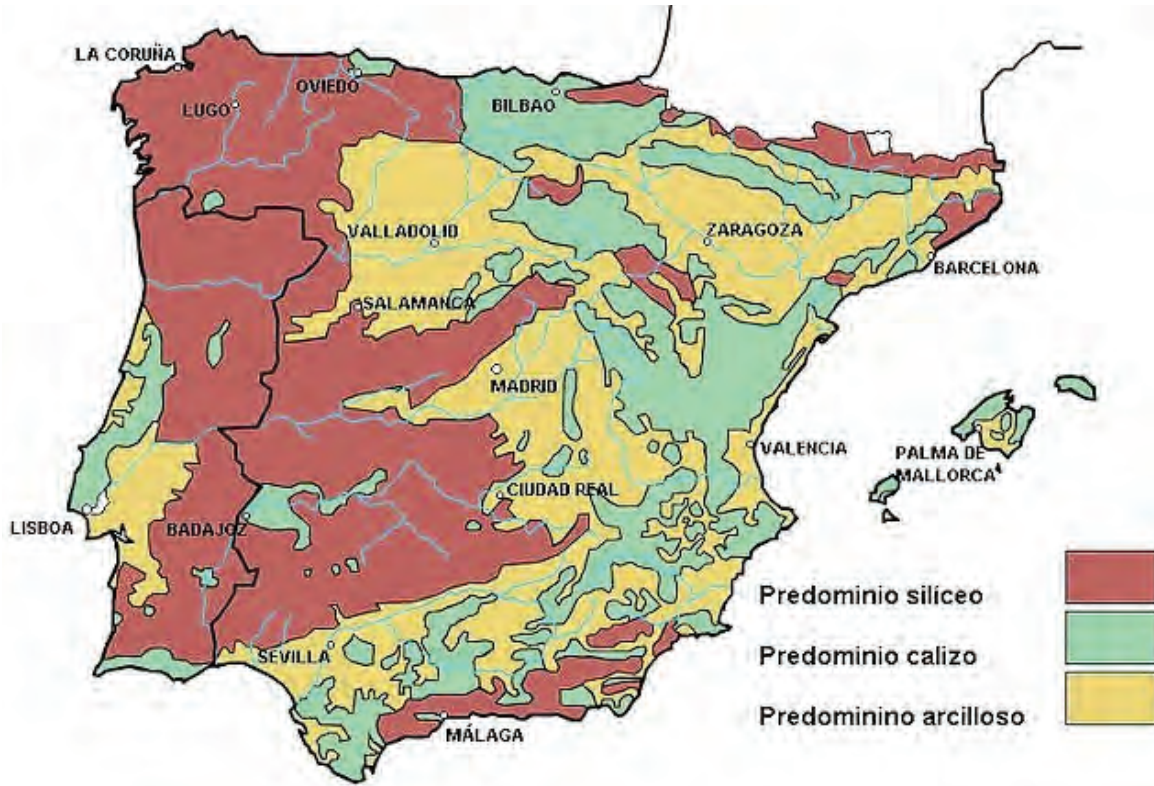 LA CORUÑA
OVIEDO
LUGO
BILBAO
VALLADOLID
ZARAGOZA
BARCELONA
SALAMANCA
MADRID
VALENCIA
PALMA DE
MALLORCA
CIUDAD REAL
LISBOA
BADAJOZ
SEVILLA
MÁLAGA
Predominio silíceo
Predominio calizo
Predominino arcilloso